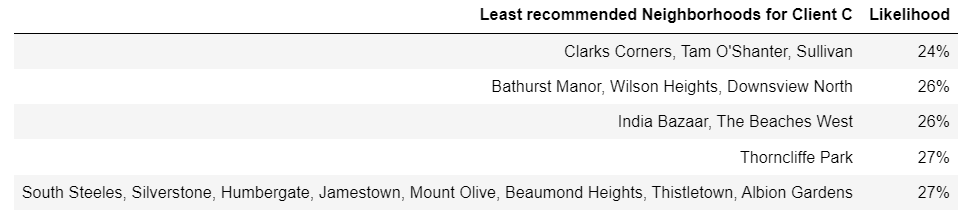 Least recommended Neighborhoods for Client C Likelihood
Clarks Corners, Tam O'Shanter, Sullivan 24%
Bathurst Manor, Wilson Heights, Downsview North 26%
India Bazaar, The Beaches West 26%
Thorncliffe Park 27%
South Steeles, Silverstone, Humbergate, Jamestown, Mount Olive, Beaumond Heights, Thistletown, Albion Gardens 27%